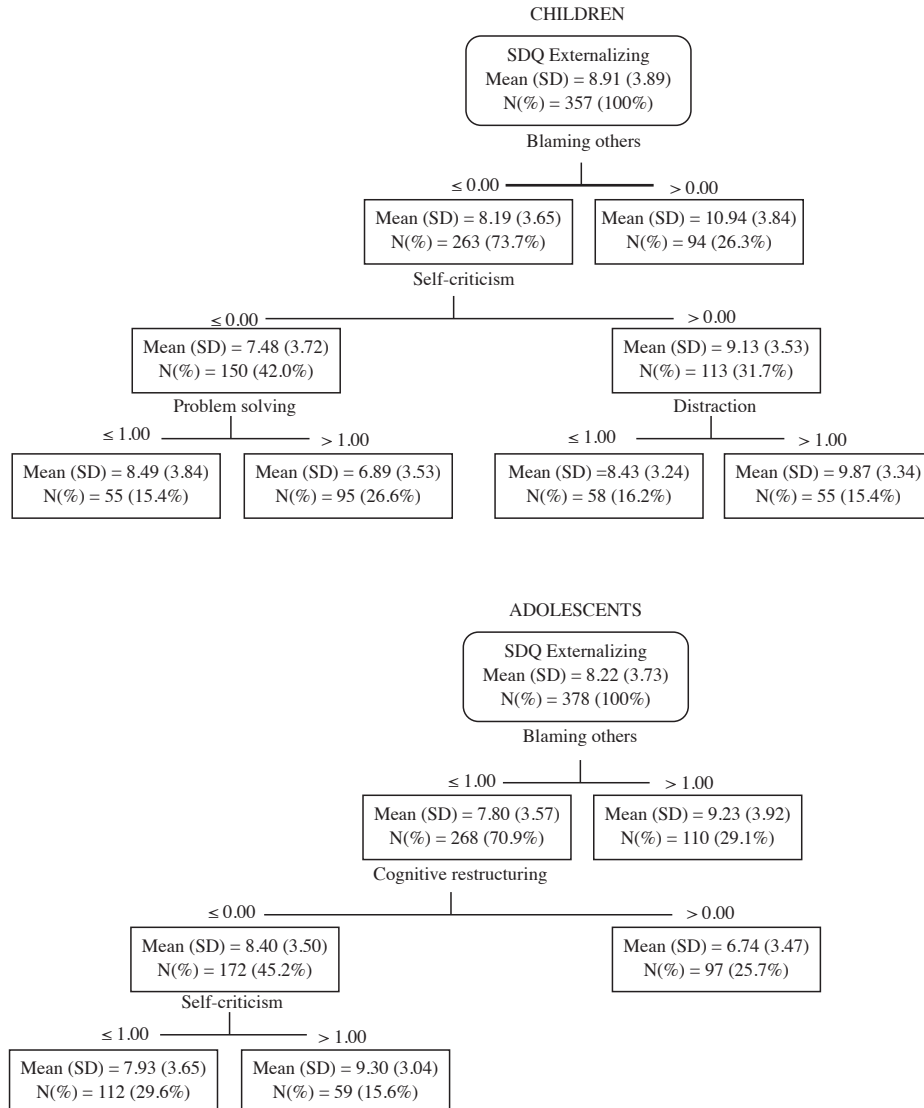 CHILDREN
SDQ Externalizing
Mean (SD) = 8.91 (3.89)
N(%) = 357 (100%)
Blaming others
≤ 0.00
> 0.00
Mean (SD) = 8.19 (3.65)
N(%) = 263 (73.7%)
Mean (SD) = 10.94 (3.84)
N(%) = 94 (26.3%)
Self-criticism
≤ 0.00
> 0.00
Mean (SD) = 7.48 (3.72)
N(%) = 150 (42.0%)
Mean (SD) = 9.13 (3.53)
N(%) = 113 (31.7%)
Problem solving
Distraction
≤ 1.00
> 1.00
≤ 1.00
> 1.00
Mean (SD) = 8.49 (3.84)
N(%) = 55 (15.4%)
Mean (SD) = 6.89 (3.53)
N(%) = 95 (26.6%)
Mean (SD) =8.43 (3.24)
N(%) = 58 (16.2%)
Mean (SD) = 9.87 (3.34)
N(%) = 55 (15.4%)
ADOLESCENTS
SDQ Externalizing
Mean (SD) = 8.22 (3.73)
N(%) = 378 (100%)
Blaming others
≤ 1.00
> 1.00
Mean (SD) = 7.80 (3.57)
N(%) = 268 (70.9%)
Mean (SD) = 9.23 (3.92)
N(%) = 110 (29.1%)
Cognitive restructuring
≤ 0.00
> 0.00
Mean (SD) = 8.40 (3.50)
N(%) = 172 (45.2%)
Mean (SD) = 6.74 (3.47)
N(%) = 97 (25.7%)
Self-criticism
≤ 1.00
> 1.00
Mean (SD) = 7.93 (3.65)
N(%) = 112 (29.6%)
Mean (SD) = 9.30 (3.04)
N(%) = 59 (15.6%)